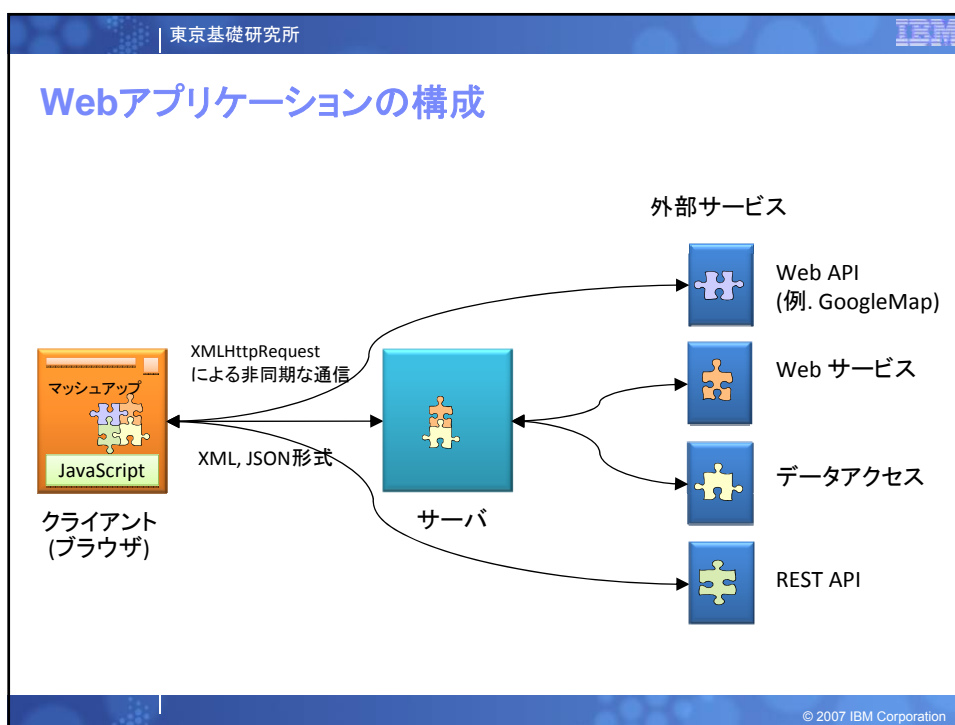 東京基礎研究所
IBM
Webアプリケーションの構成
外部サービス
Web API
(例. GoogleMap)
XMLHttpRequest
による非同期な通信
マッシュアップ
Web サービス
XML, JSON形式
JavaScript
データアクセス
クライアント
(ブラウザ)
サーバ
REST API
© 2007 IBM Corporation